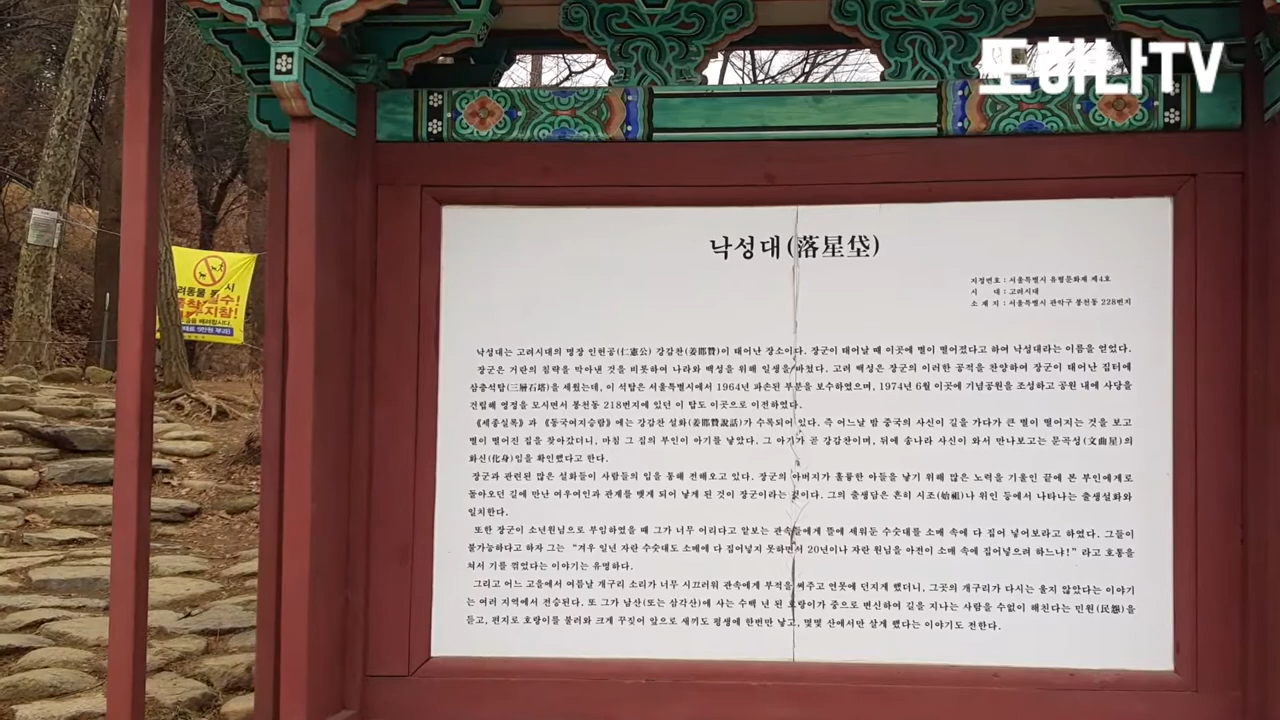 또하나TV
낙성대(落星垈)
지정번호 : 서울특별시 유형문화재 제4호
시 대 : 고려시대
소 재 지 : 서울특별시 관악구 봉천동 228번지
낙성대는 고려시대의 명장 인헌공(仁憲公) 강감찬(姜邯贊)이 태어난 장소이다. 장군이 태어날 때 이곳에 별이 떨어졌다고 하여 낙성대라는 이름을 얻었다.
장군은 거란의 침략을 막아낸 것을 비롯하여 나라와 백성을 위해 일생을 바쳤다. 고려 백성은 장군의 이러한 공적을 찬양하여 장군이 태어난 집터에
삼층석탑(三層石塔)을 세웠는데, 이 석탑은 서울특별시에서 1964년 파손된 부분을 보수하였으며, 1974년 6월 이곳에 기념공원을 조성하고 공원 내에 사당을
건립해 영정을 모시면서 봉천동 218번지에 있던 이 탑도 이곳으로 이전하였다.
《세종실록》과 《동국여지승람》에는 강감찬 설화(姜邯贊說話)가 수록되어 있다. 즉 어느날 밤 중국의 사신이 길을 가다가 큰 별이 떨어지는 것을 보고
별이 떨어진 집을 찾아갔더니, 마침 그 집의 부인이 아기를 낳았다. 그 아기가 곧 강감찬이며, 뒤에 송나라 사신이 와서 만나보고는 문곡성(文曲星)의
화신(化身)임을 확인했다고 한다.
장군과 관련된 많은 설화들이 사람들의 입을 통해 전해오고 있다. 장군의 아버지가 훌륭한 아들을 낳기 위해 많은 노력을 기울인 끝에 본 부인에게로
돌아오던 길에 만난 여우여인과 관계를 맺게 되어 낳게 된 것이 장군이라는 것이다. 그의 출생담은 흔히 시조(始祖)나 위인 등에서 나타나는 출생설화와
일치한다.
또한 장군이 소년원님으로 부임하였을 때 그가 너무 어리다고 얕보는 관속들에게 뜰에 세워둔 수숫대를 소매 속에 다 집어 넣어보라고 하였다. 그들이
불가능하다고 하자 그는 "겨우 일년 자란 수숫대도 소매에 다 집어넣지 못하면서 20년이나 자란 원님을 아전이 소매 속에 집어넣으려 하느냐!" 라고 호통을
쳐서 기를 꺾었다는 이야기는 유명하다.
그리고 어느 고을에서 여름날 개구리 소리가 너무 시끄러워 관속에게 부적을 써주고 연못에 던지게 했더니, 그곳의 개구리가 다시는 울지 않았다는 이야기
는 여러 지역에서 전승된다. 또 그가 남산(또는 삼각산)에 사는 수백 년 된 호랑이가 중으로 변신하여 길을 지나는 사람을 수없이 해친다는 민원(民怨)을
듣고, 편지로 호랑이를 불러와 크게 꾸짖어 앞으로 새끼도 평생에 한번만 낳고, 몇몇 산에서만 살게 했다는 이야기도 전한다.